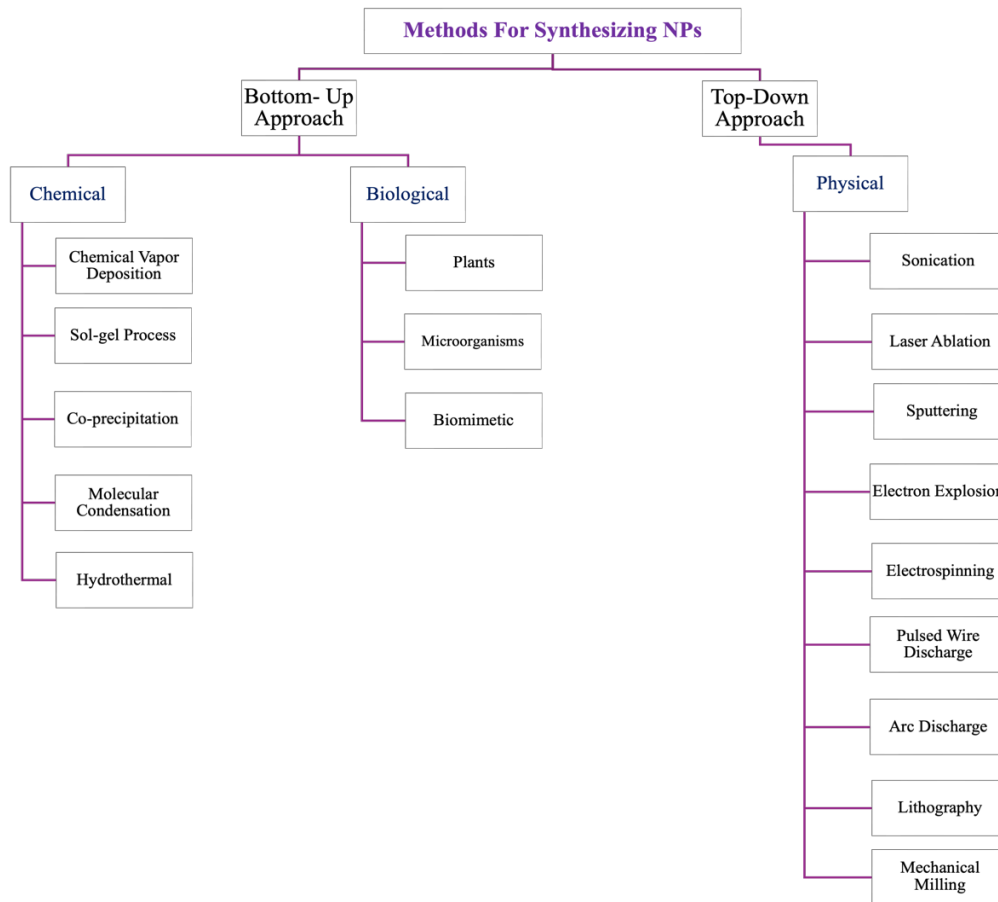 Methods For Synthesizing NPs
Bottom- Up
Approach
Top-Down
Approach
Chemical
Biological
Physical
Chemical Vapor
Deposition
Sol-gel Process
Co-precipitation
Molecular
Condensation
Hydrothermal
Plants
Microorganisms
Biomimetic
Sonication
Laser Ablation
Sputtering
Electron Explosion
Electrospinning
Pulsed Wire
Discharge
Arc Discharge
Lithography
Mechanical
Milling